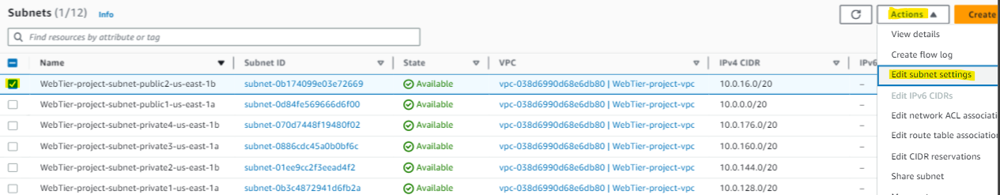 Subnets (1/12) Info Actions Create
Find resources by attribute or tag
View details
Create flow log
Name Subnet ID State VPC IPv4 CIDR IPv6
WebTier-project-subnet-public2-us-east-1b subnet-0b174099e03e72669 Available vpc-038d6990d68e6db80 | WebTier-project-vpc 10.0.16.0/20 –
Edit subnet settings
WebTier-project-subnet-public1-us-east-1a subnet-0d84fe569666d6f00 Available vpc-038d6990d68e6db80 | WebTier-project-vpc 10.0.0.0/20 –
Edit IPv6 CIDRs
WebTier-project-subnet-private4-us-east-1b subnet-070d7448f19480f02 Available vpc-038d6990d68e6db80 | WebTier-project-vpc 10.0.176.0/20 –
Edit network ACL associati
WebTier-project-subnet-private3-us-east-1a subnet-0886cdc45a0b0bf6c Available vpc-038d6990d68e6db80 | WebTier-project-vpc 10.0.160.0/20 –
Edit route table association
WebTier-project-subnet-private2-us-east-1b subnet-01ee9cc2f3eead4f2 Available vpc-038d6990d68e6db80 | WebTier-project-vpc 10.0.144.0/20 –
Edit CIDR reservations
Share subnet
WebTier-project-subnet-private1-us-east-1a subnet-0b3c4872941d6fb2a Available vpc-038d6990d68e6db80 | WebTier-project-vpc 10.0.128.0/20 –